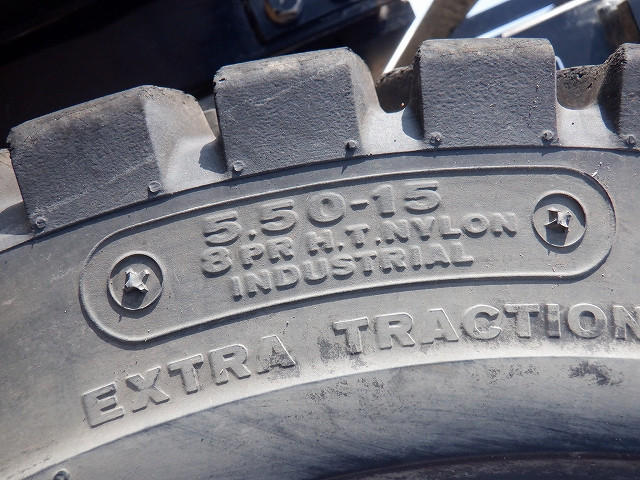 5.50-15
8 PR H.T. NYLON
INDUSTRIAL
EXTRA TRACTION